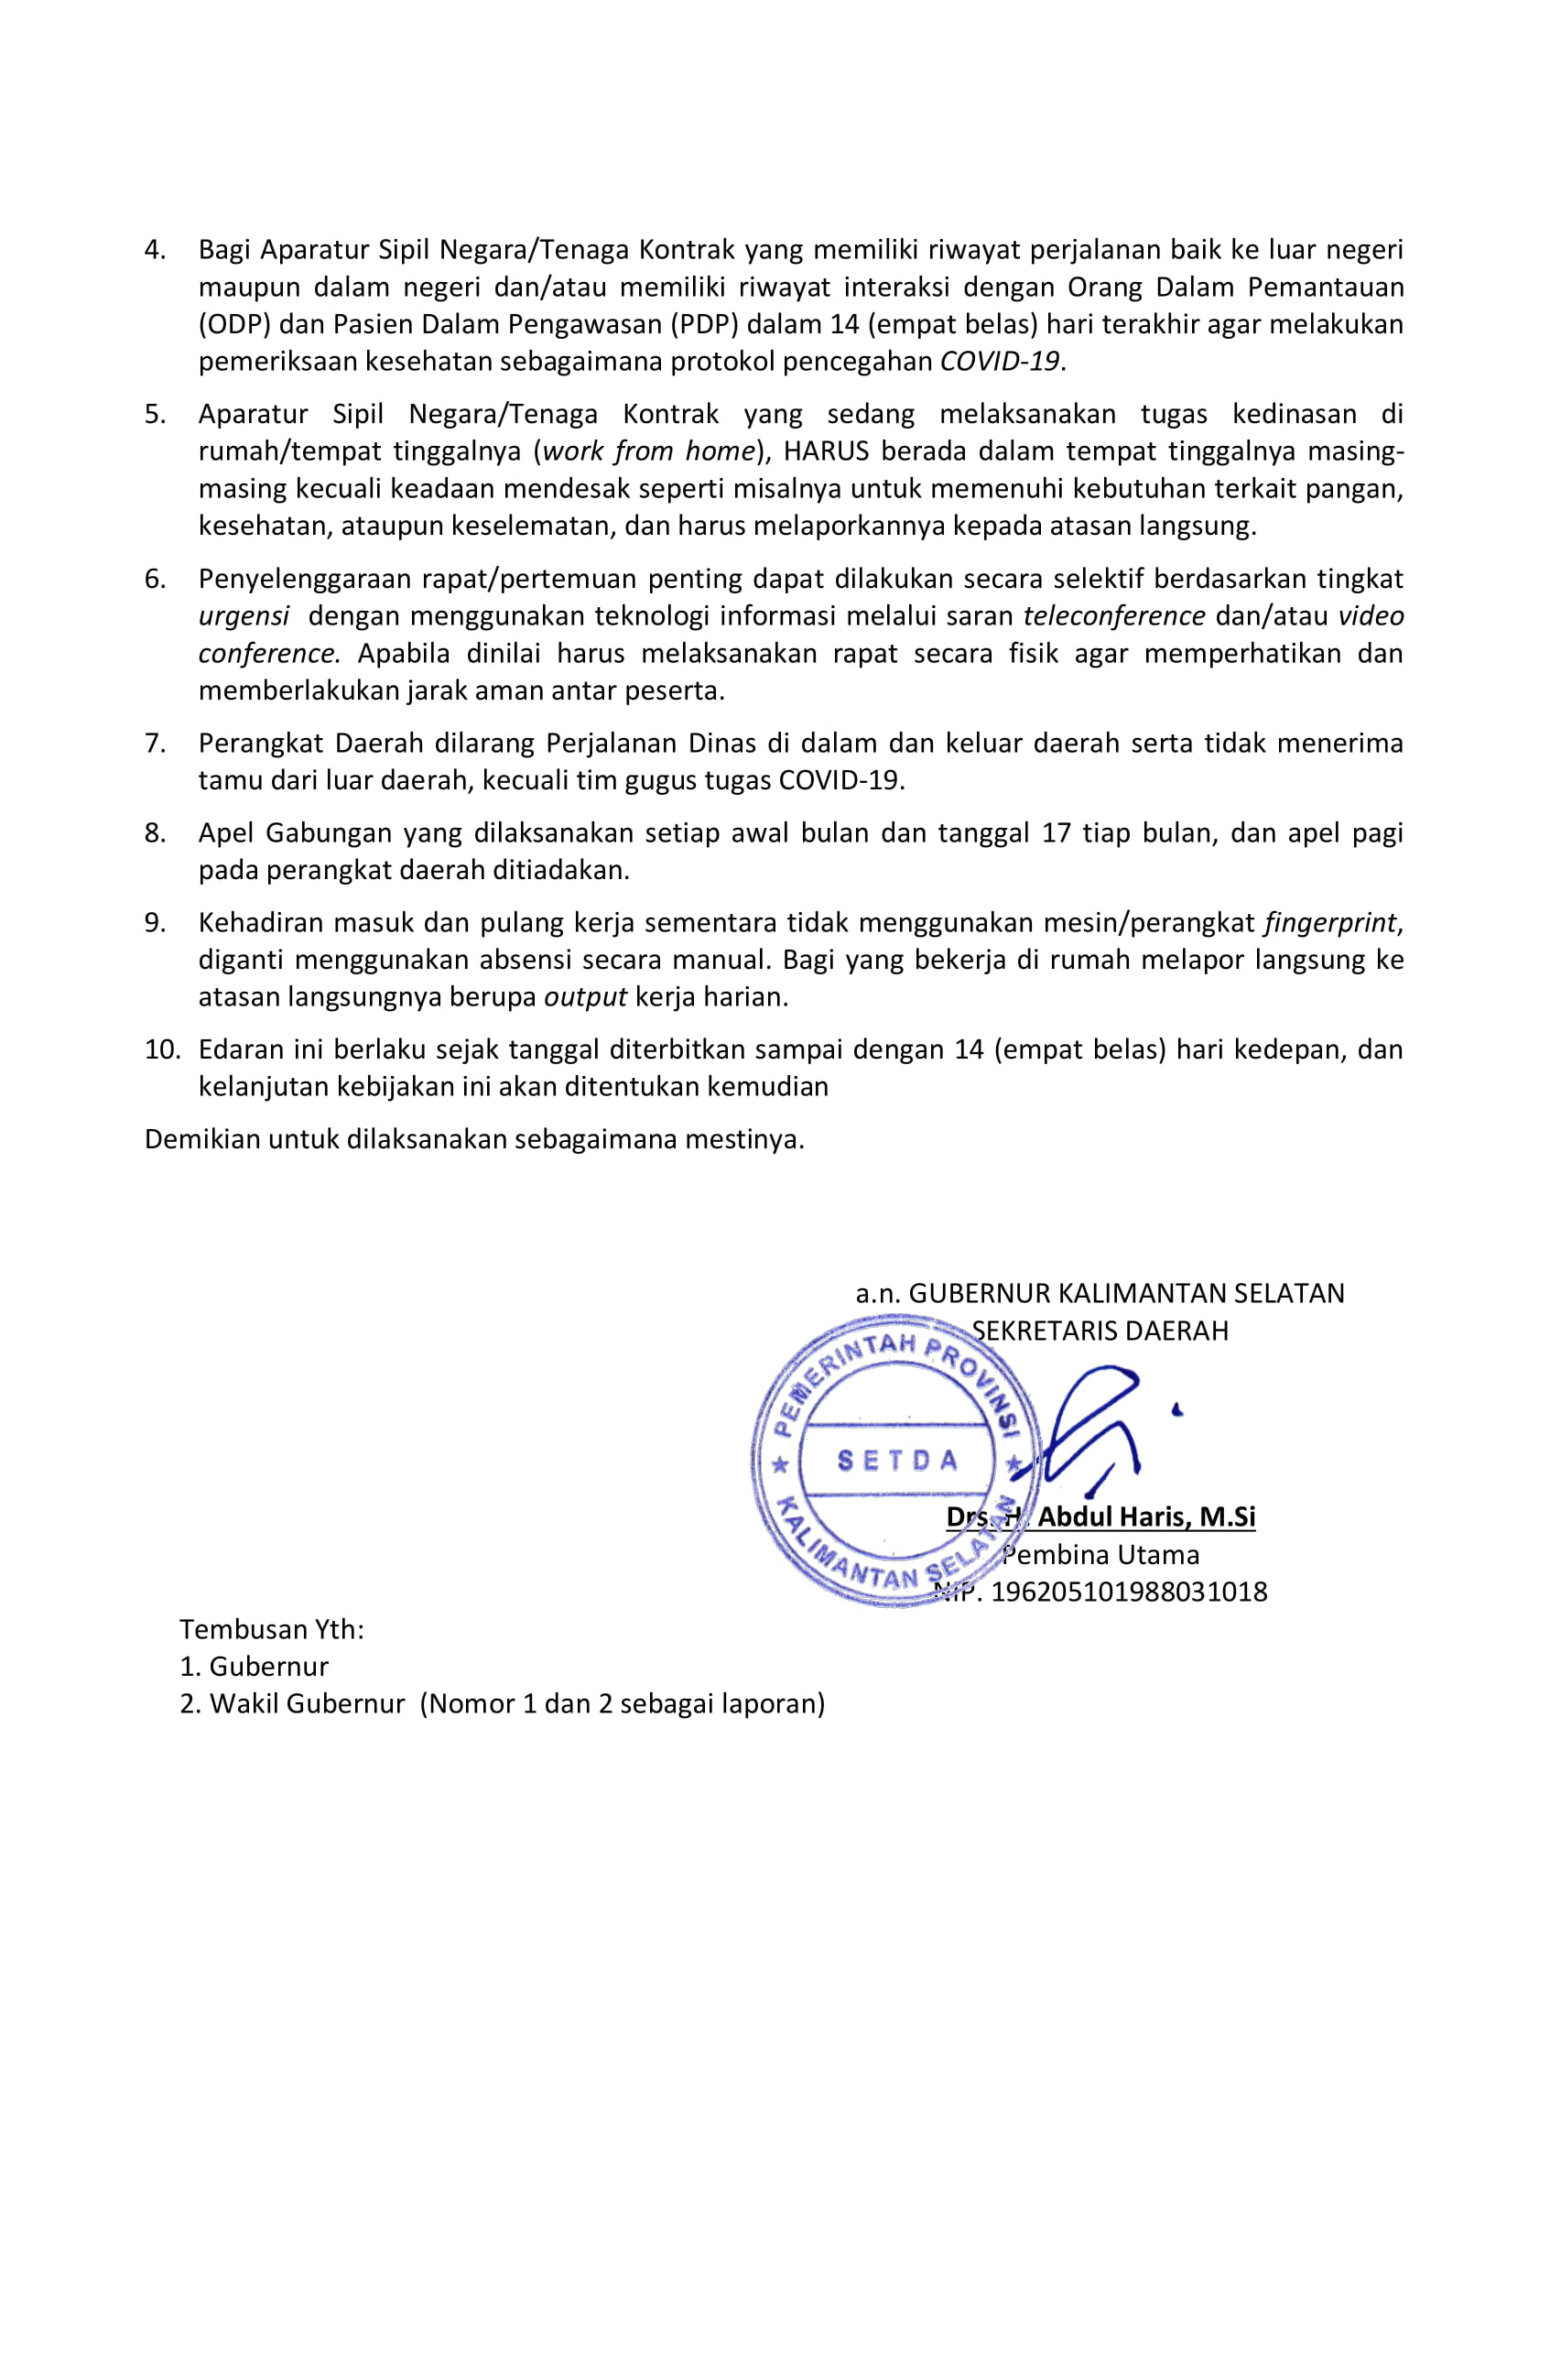 4. Bagi Aparatur Sipil Negara/Tenaga Kontrak yang memiliki riwayat perjalanan baik ke luar negeri
maupun dalam negeri dan/atau memiliki riwayat interaksi dengan Orang Dalam Pemantauan
(ODP) dan Pasien Dalam Pengawasan (PDP) dalam 14 (empat belas) hari terakhir agar melakukan
pemeriksaan kesehatan sebagaimana protokol pencegahan COVID-19.
5. Aparatur Sipil Negara/Tenaga Kontrak yang sedang melaksanakan tugas kedinasan di
rumah/tempat tinggalnya (work from home), HARUS berada dalam tempat tinggalnya masing-
masing kecuali keadaan mendesak seperti misalnya untuk memenuhi kebutuhan terkait pangan,
kesehatan, ataupun keselematan, dan harus melaporkannya kepada atasan langsung.
6. Penyelenggaraan rapat/pertemuan penting dapat dilakukan secara selektif berdasarkan tingkat
urgensi dengan menggunakan teknologi informasi melalui saran teleconference dan/atau video
conference. Apabila dinilai harus melaksanakan rapat secara fisik agar memperhatikan dan
memberlakukan jarak aman antar peserta.
7. Perangkat Daerah dilarang Perjalanan Dinas di dalam dan keluar daerah serta tidak menerima
tamu dari luar daerah, kecuali tim gugus tugas COVID-19.
8. Apel Gabungan yang dilaksanakan setiap awal bulan dan tanggal 17 tiap bulan, dan apel pagi
pada perangkat daerah ditiadakan.
9. Kehadiran masuk dan pulang kerja sementara tidak menggunakan mesin/perangkat fingerprint,
diganti menggunakan absensi secara manual. Bagi yang bekerja di rumah melapor langsung ke
atasan langsungnya berupa output kerja harian.
10. Edaran ini berlaku sejak tanggal diterbitkan sampai dengan 14 (empat belas) hari kedepan, dan
kelanjutan kebijakan ini akan ditentukan kemudian
Demikian untuk dilaksanakan sebagaimana mestinya.
a.n. GUBERNUR KALIMANTAN SELATAN
SEKRETARIS DAERAH
PEMERINTAH PROVINSI
SETDA
KALIMANTAN SELATAN
Drs. H. Abdul Haris, M.Si
Pembina Utama
NIP. 196205101988031018
Tembusan Yth:
1. Gubernur
2. Wakil Gubernur (Nomor 1 dan 2 sebagai laporan)